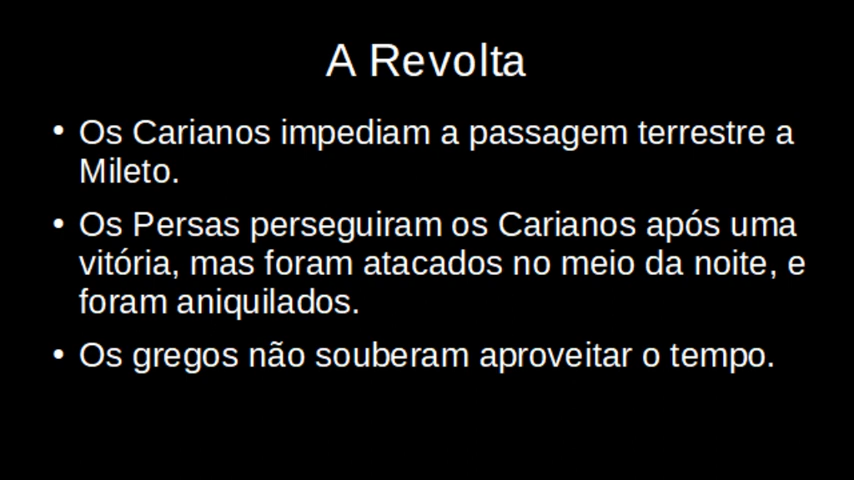 A Revolta
• Os Carianos impediam a passagem terrestre a
Mileto.
• Os Persas perseguiram os Carianos após uma
vitória, mas foram atacados no meio da noite, e
foram aniquilados.
• Os gregos não souberam aproveitar o tempo.